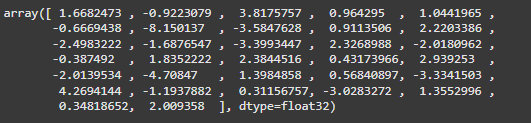 array([ 1.6682473 , -0.9223079 , 3.8175757 , 0.964295 , 1.0441965 ,
-0.6669438 , -8.150137 , -3.5847628 , 0.9113506 , 2.2203386 ,
-2.4983222 , -1.6876547 , -3.3993447 , 2.3268988 , -2.0180962 ,
-0.387492 , 1.8352222 , 2.3844516 , 0.43173966, 2.939253 ,
-2.0139534 , -4.70847 , 1.3984858 , 0.56840897, -3.3341503 ,
4.2694144 , -1.1937882 , 0.31156757, -3.0283272 , 1.3552996 ,
0.34818652, 2.009358 ], dtype=float32)